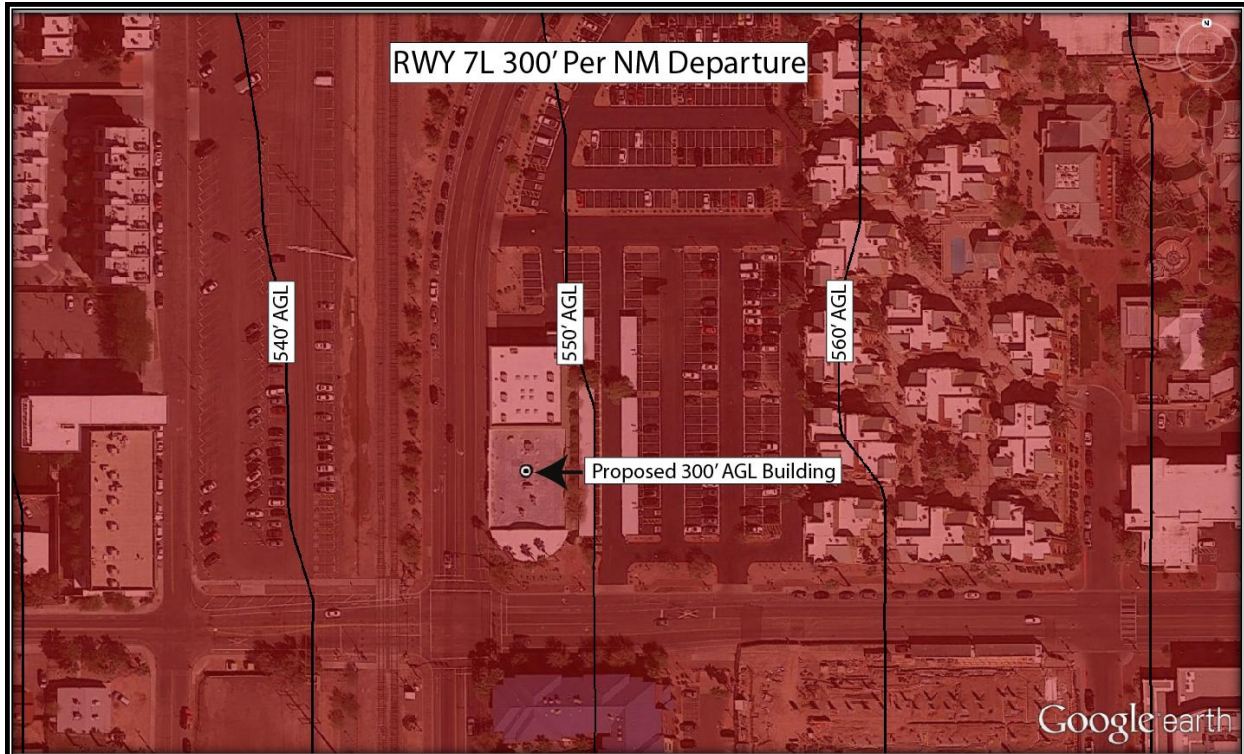 N
RWY 7L 300' Per NM Departure
540' AGL
550' AGL
560' AGL
Proposed 300' AGL Building
Google earth